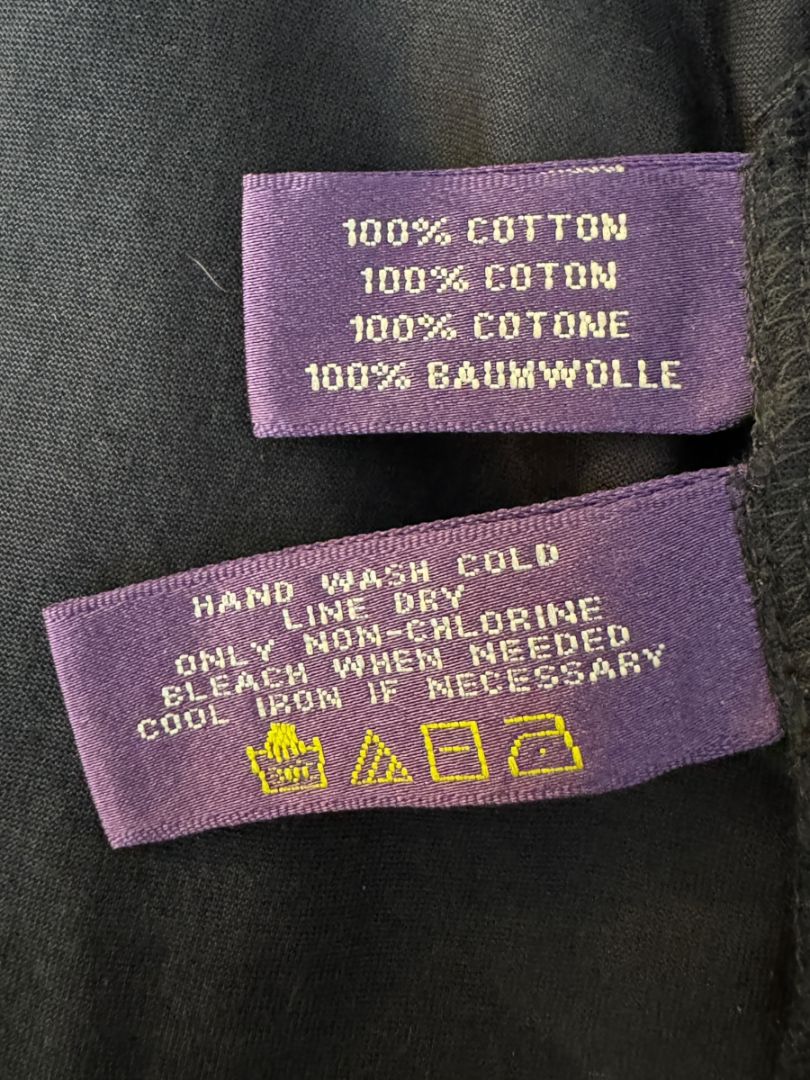 100% COTTON
100% COTON
100% COTONE
100% BAUMWOLLE
HAND WASH COLD
LINE DRY
ONLY NON-CHLORINE
BLEACH WHEN NEEDED
COOL IRON IF NECESSARY
30°C